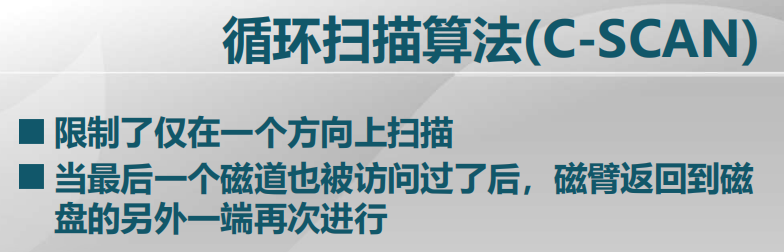 循环扫描算法(C-SCAN)
限制了仅在一个方向上扫描
当最后一个磁道也被访问过了后，磁臂返回到磁
盘的另外一端再次进行